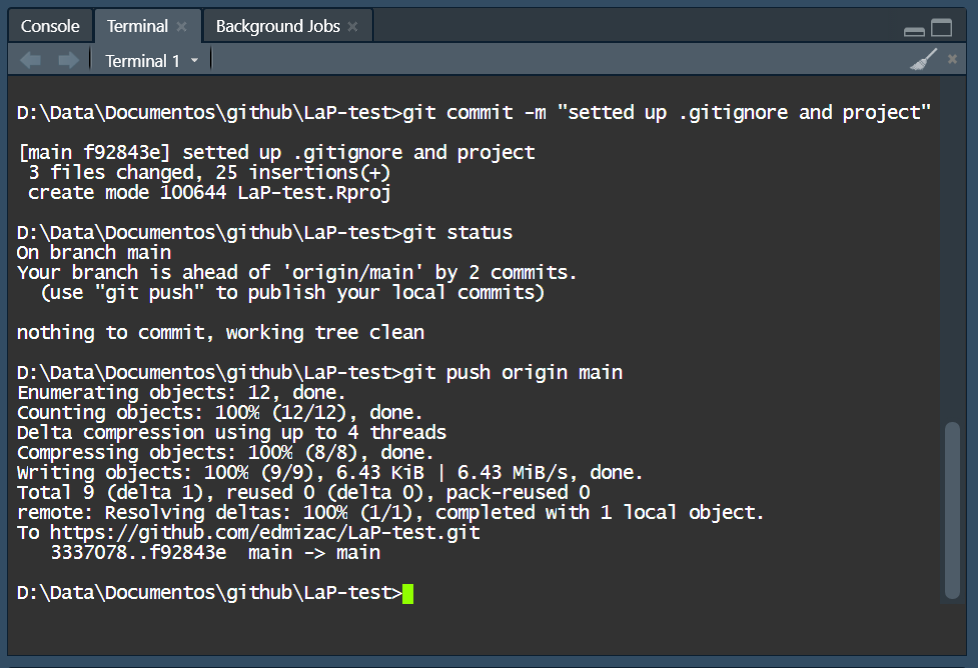 Console Terminal Background Jobs
Terminal 1
D:\Data\Documentos\github\LaP-test>git commit -m "setted up .gitignore and project"
[main f92843e] setted up .gitignore and project
3 files changed, 25 insertions(+)
create mode 100644 LaP-test.Rproj
D:\Data\Documentos\github\LaP-test>git status
On branch main
Your branch is ahead of 'origin/main' by 2 commits.
(use "git push" to publish your local commits)
nothing to commit, working tree clean
D:\Data\Documentos\github\LaP-test>git push origin main
Enumerating objects: 12, done.
Counting objects: 100% (12/12), done.
Delta compression using up to 4 threads
Compressing objects: 100% (8/8), done.
Writing objects: 100% (9/9), 6.43 KiB | 6.43 MiB/s, done.
Total 9 (delta 1), reused 0 (delta 0), pack-reused 0
remote: Resolving deltas: 100% (1/1), completed with 1 local object.
To https://github.com/edmizac/LaP-test.git
3337078..f92843e  main -> main
D:\Data\Documentos\github\LaP-test>